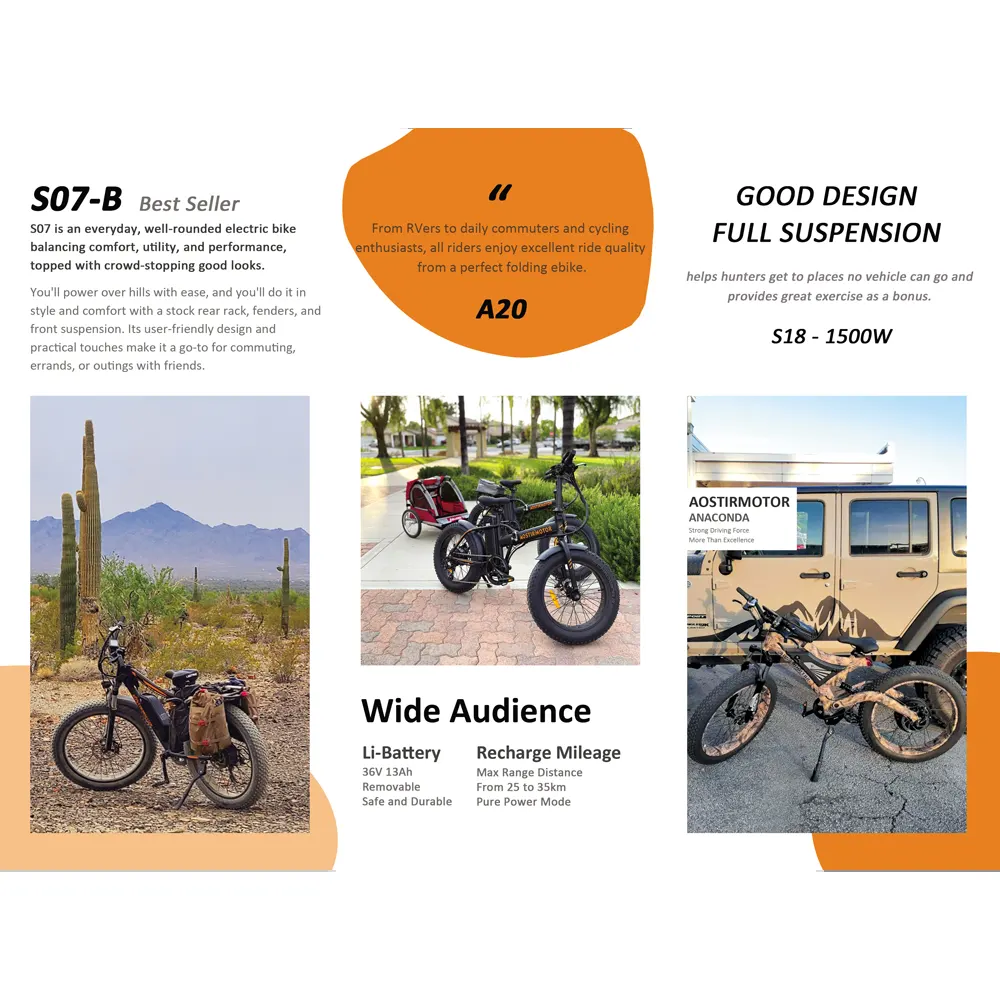 S07-B Best Seller
S07 is an everyday, well-rounded electric bike
balancing comfort, utility, and performance,
topped with crowd-stopping good looks.
You'll power over hills with ease, and you'll do it in
style and comfort with a stock rear rack, fenders, and
front suspension. Its user-friendly design and
practical touches make it a go-to for commuting,
errands, or outings with friends.
“
From RVers to daily commuters and cycling
enthusiasts, all riders enjoy excellent ride quality
from a perfect folding ebike.
A20
AOSTIRMOTOR
Wide Audience
Li-Battery
36V 13Ah
Removable
Safe and Durable
Recharge Mileage
Max Range Distance
From 25 to 35km
Pure Power Mode
GOOD DESIGN
FULL SUSPENSION
helps hunters get to places no vehicle can go and
provides great exercise as a bonus.
S18 - 1500W
AOSTIRMOTOR
ANACONDA
Strong Driving Force
More Than Excellence